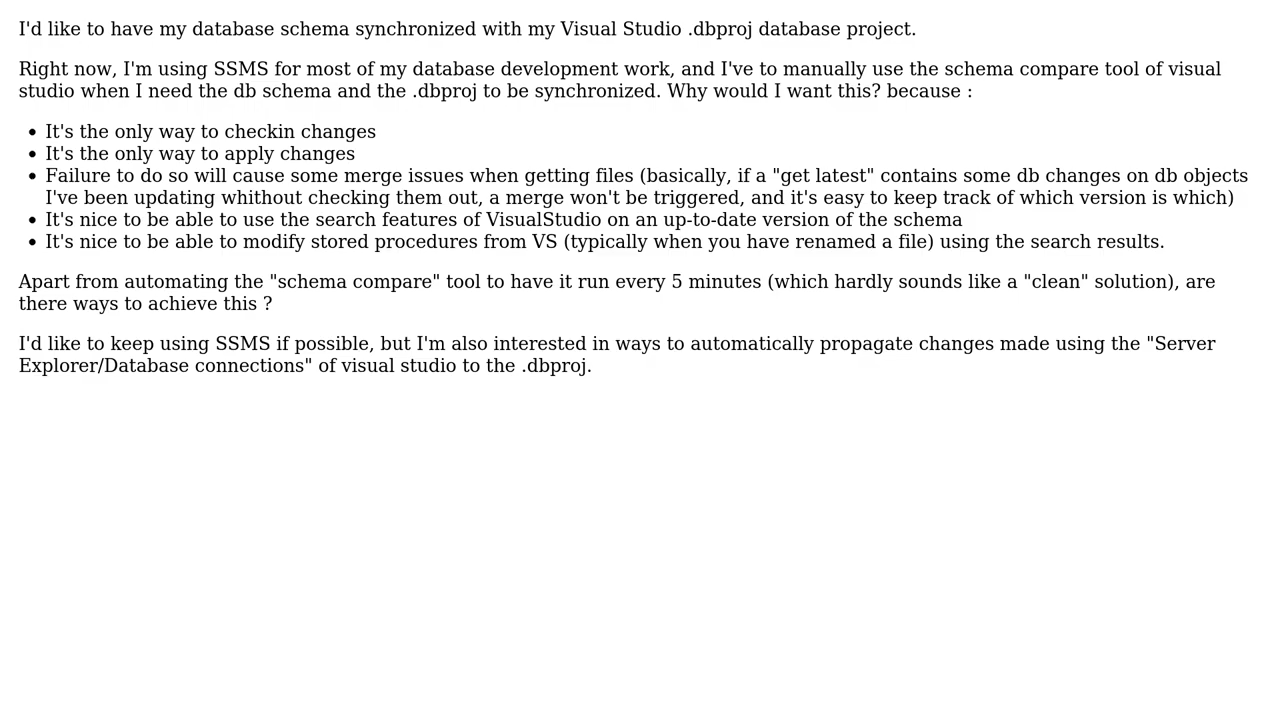 I'd like to have my database schema synchronized with my Visual Studio .dbproj database project.
Right now, I'm using SSMS for most of my database development work, and I've to manually use the schema compare tool of visual
studio when I need the db schema and the .dbproj to be synchronized. Why would I want this? because :
• It's the only way to checkin changes
• It's the only way to apply changes
• Failure to do so will cause some merge issues when getting files (basically, if a "get latest" contains some db changes on db objects
I've been updating whithout checking them out, a merge won't be triggered, and it's easy to keep track of which version is which)
• It's nice to be able to use the search features of VisualStudio on an up-to-date version of the schema
• It's nice to be able to modify stored procedures from VS (typically when you have renamed a file) using the search results.
Apart from automating the "schema compare" tool to have it run every 5 minutes (which hardly sounds like a "clean" solution), are
there ways to achieve this ?
I'd like to keep using SSMS if possible, but I'm also interested in ways to automatically propagate changes made using the "Server
Explorer/Database connections" of visual studio to the .dbproj.